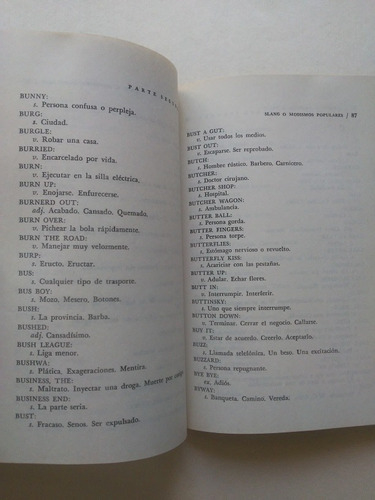 PARTE
BUNNY:
s. Persona confusa o perpleja.
BURG:
s. Ciudad.
BURGLE:
v. Robar una casa.
BURRIED:
v. Encarcelado por vida.
BURN:
v. Ejecutar en la silla eléctrica.
BURN UP:
v. Enojarse. Enfurecerse.
BURNERD OUT:
adj. Acabado. Cansado. Quemado.
BURN OVER:
v. Pichear la bola rápidamente.
BURN THE ROAD:
v. Manejar muy velormente.
BURP:
s. Eructo. Eructar.
BUS:
s. Cualquier tipo de trasporte.
BUS BOY:
s. Mozo, Mesero, Botones.
BUSH:
s. La provincia. Barba.
BUSHED:
adj. Cansadísimo.
BUSH LEAGUE:
s. Liga menor.
BUSHWA:
s. Plática. Exageraciones. Mentira.
BUSINESS, THE:
s. Maltrato. Inyectar una droga. Muerte por
BUSINESS END:
s. La parte seria.
BUST:
s. Fracaso. Senos. Ser expulsado.
SLANG O MODISMOS POPULARES / 87
BUST A GUT:
v. Usar todos los medios.
BUST OUT:
v. Escaparse. Ser reprobado.
BUTCH:
s. Hombre rústico. Barbero. Carnicero.
BUTCHER:
s. Doctor cirujano.
BUTCHER SHOP:
s. Hospital.
BUTCHER WAGON:
s. Ambulancia.
BUTTER BALL:
s. Persona gorda.
BUTTER FINGERS:
s. Persona torpe.
BUTTERFLIES:
s. Estómago nervioso o revuelto.
BUTTERFLY KISS:
s. Acariciar con las pestañas.
BUTTER UP:
v. Adular. Echar flores.
BUTT IN:
v. Interrumpir. Interferir.
BUTTINSKY:
s. Uno que siempre interrumpe.
BUTTON DOWN:
v. Terminar. Cerrar el negocio. Callarse.
BUY IT:
v. Estar de acuerdo. Creerlo. Aceptarlo.
BUZZ:
s. Llamada telefónica. Un beso. Una excitación.
BUZZARD:
s. Persona repugnante.
BYE BYE:
ex. Adiós.
BYWAY:
s. Banqueta. Camino. Vereda.